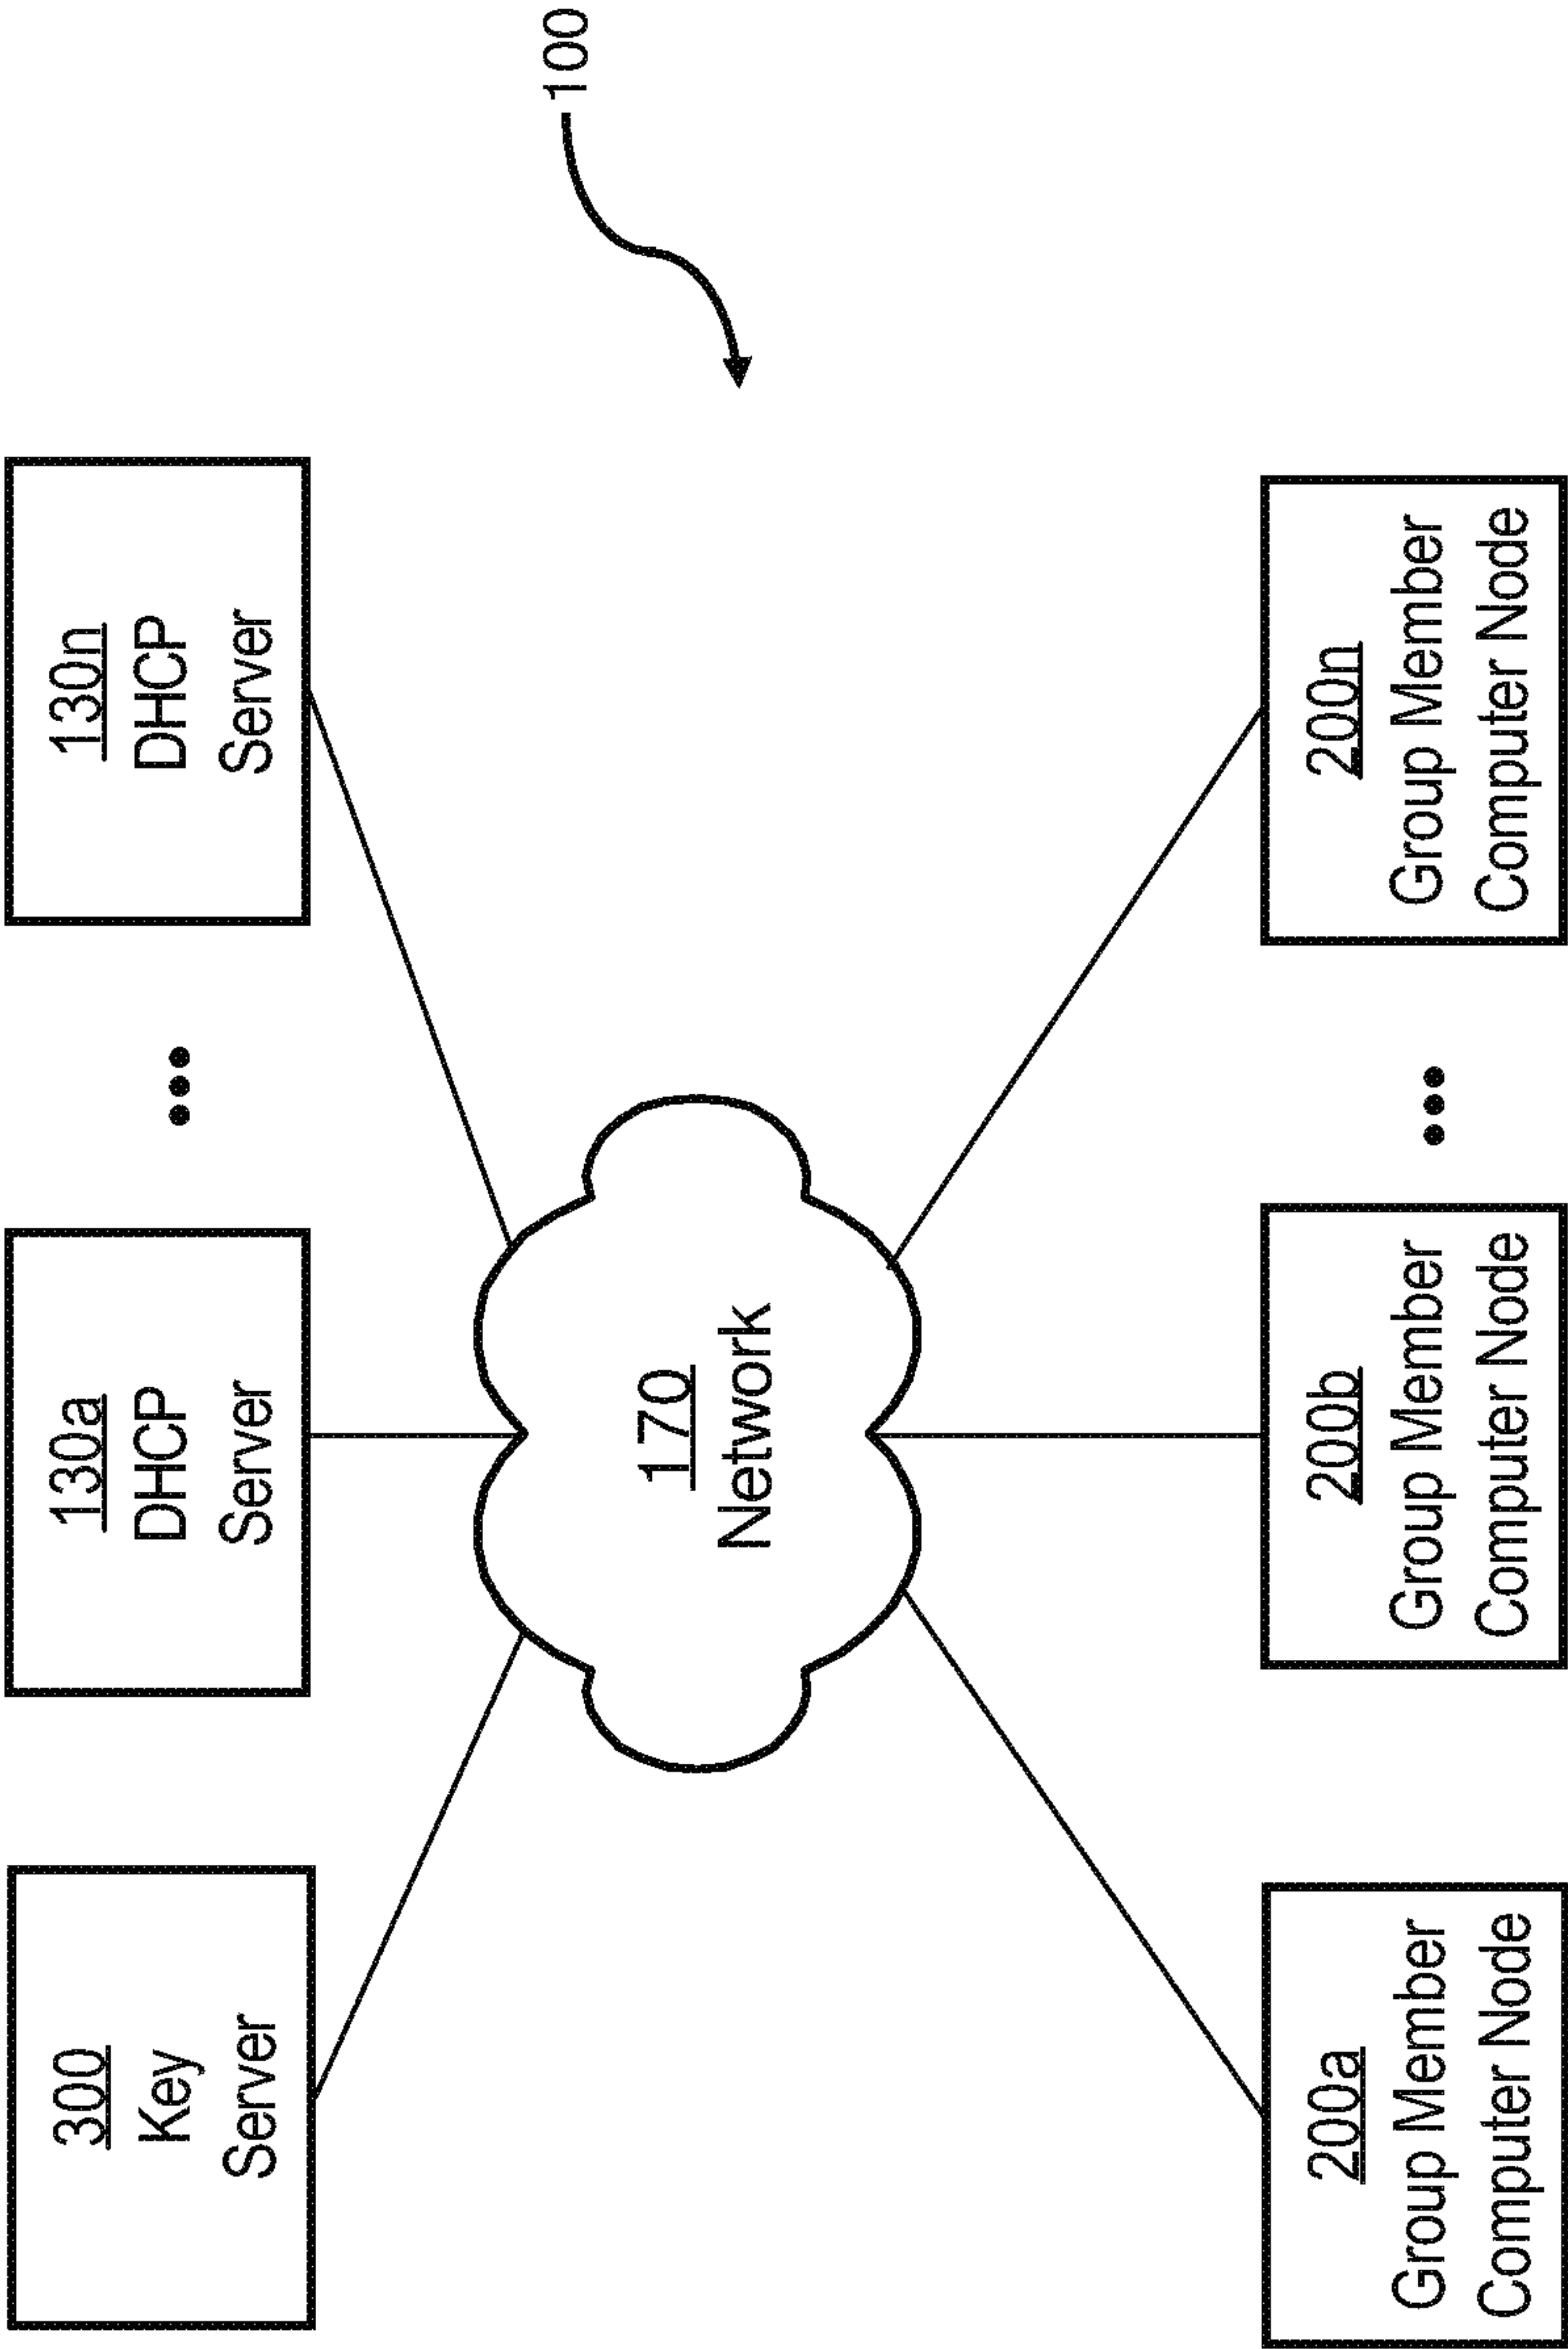 300
Key
Server
130a
DHCP
Server
•••
130n
DHCP
Server
100
170
Network
200a
Group Member
Computer Node
200b
Group Member
Computer Node
•••
200n
Group Member
Computer Node